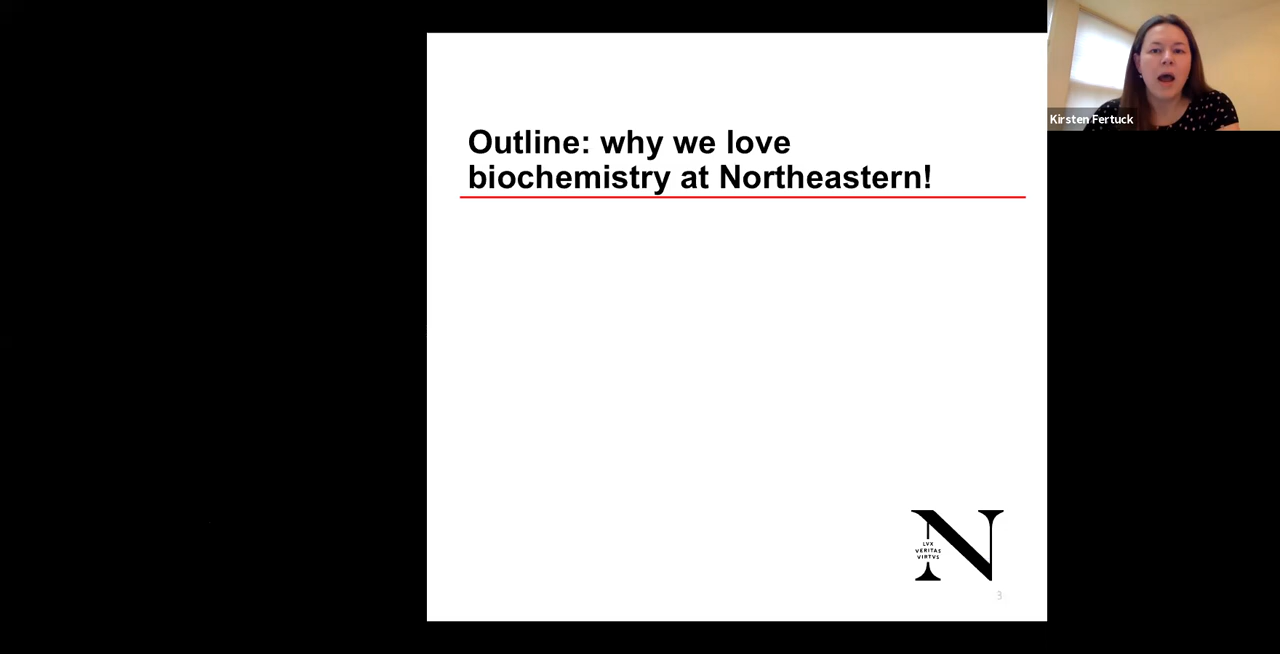 Kirsten Fertuck
Outline: why we love
biochemistry at Northeastern!
LVX
VERITAS
VIRTVS
N
3